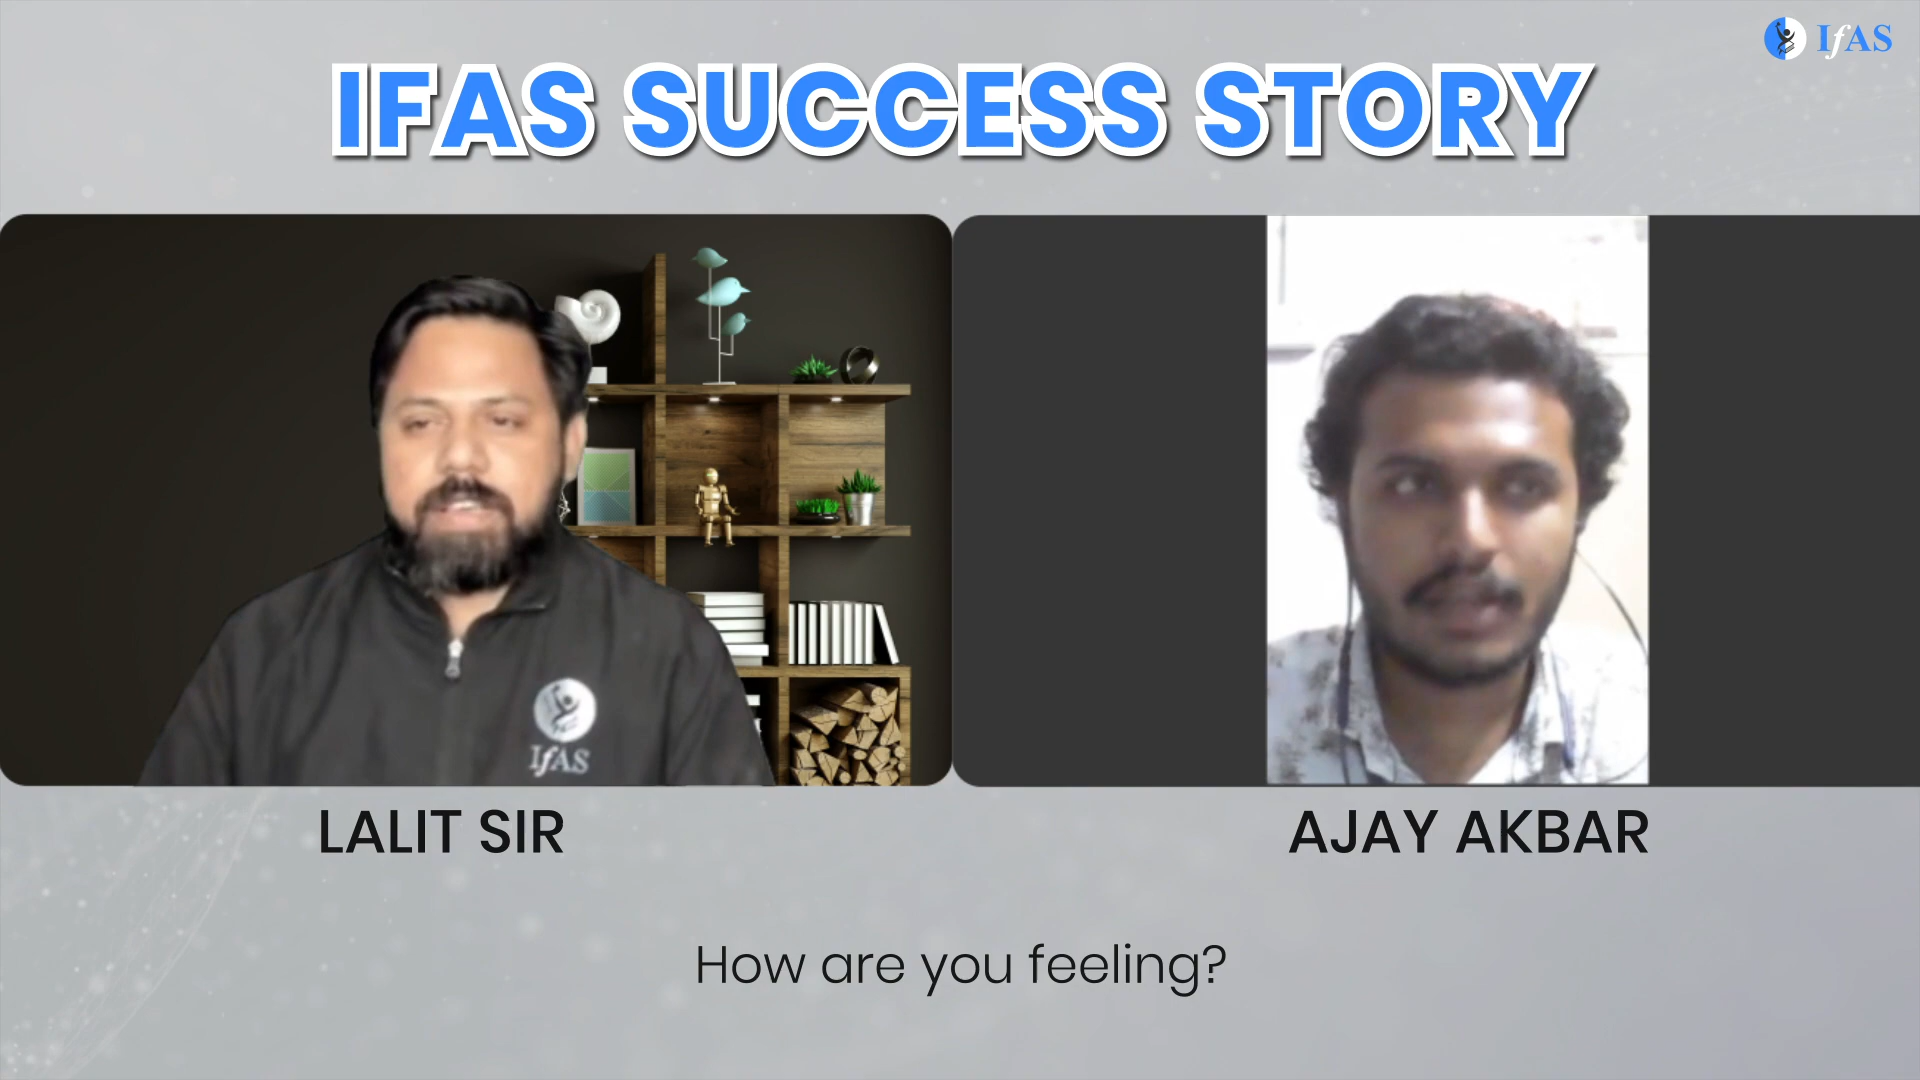 IfAS
IFAS SUCCESS STORY
IfAS
LALIT SIR
AJAY AKBAR
How are you feeling?